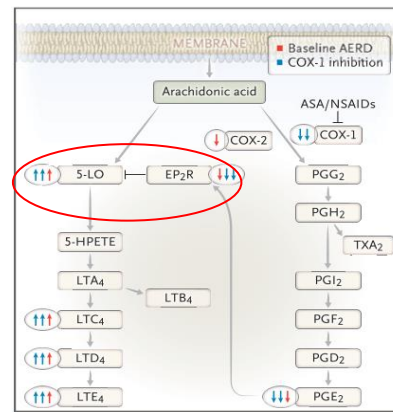 MEMBRANE
Baseline AERD
COX-1 inhibition
Arachidonic acid
ASA/NSAIDs
COX-2
COX-1
5-LO
EP2R
PGG2
PGH2
5-HPETE
TXA2
LTA4
PGI2
LTB4
LTC4
PGF2
LTD4
PGD2
LTE4
PGE2